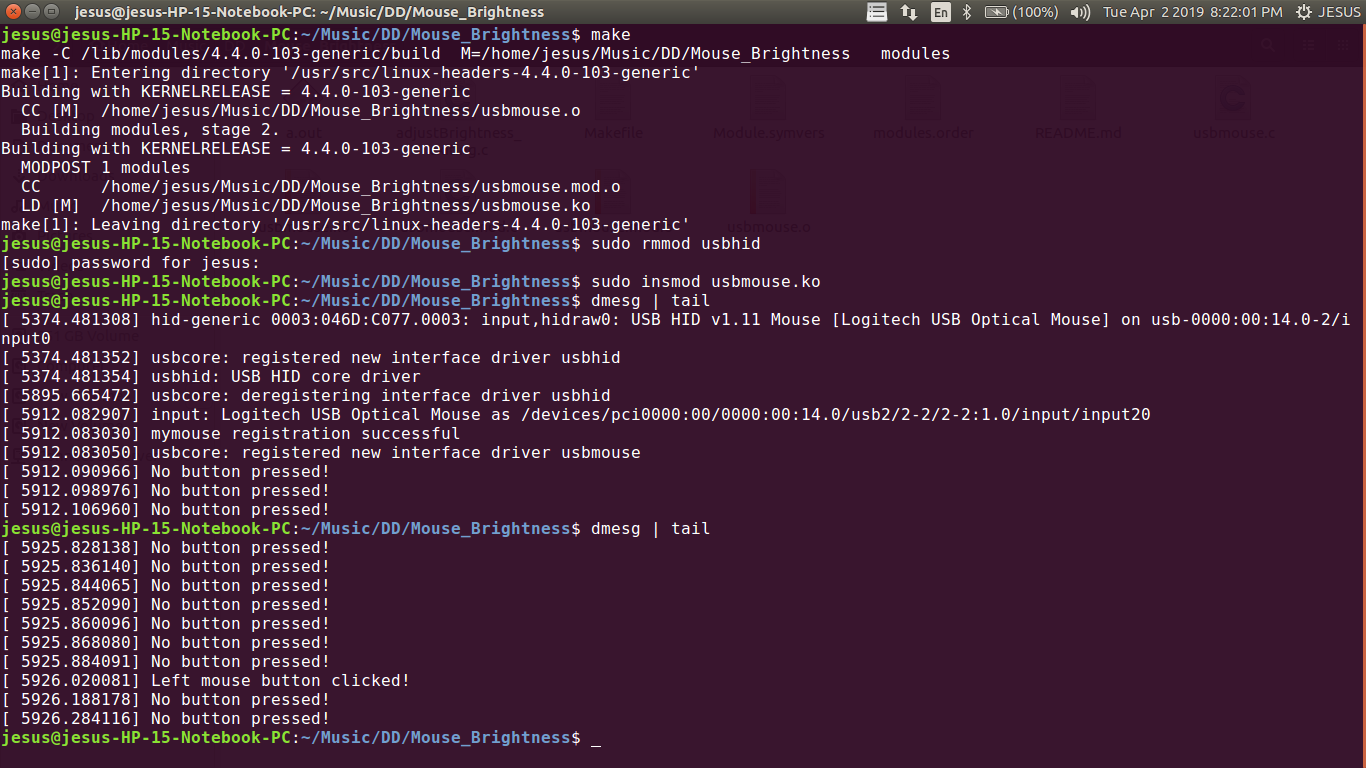 jesus@jesus-HP-15-Notebook-PC: ~/Music/DD/Mouse_Brightness En (100%) Tue Apr 2 2019 8:22:01 PM JESUS
jesus@jesus-HP-15-Notebook-PC:~/Music/DD/Mouse_Brightness$ make
make -C /lib/modules/4.4.0-103-generic/build  M=/home/jesus/Music/DD/Mouse_Brightness   modules
make[1]: Entering directory '/usr/src/linux-headers-4.4.0-103-generic'
Building with KERNELRELEASE = 4.4.0-103-generic
  CC [M]  /home/jesus/Music/DD/Mouse_Brightness/usbmouse.o
  Building modules, stage 2.
a.out adjustBrightness_ Makefile Module.symvers modules.order README.md usbmouse.c
Building with KERNELRELEASE = 4.4.0-103-generic
  MODPOST 1 modules
  CC      /home/jesus/Music/DD/Mouse_Brightness/usbmouse.mod.o
  LD [M]  /home/jesus/Music/DD/Mouse_Brightness/usbmouse.ko
make[1]: Leaving directory '/usr/src/linux-headers-4.4.0-103-generic'
usbmouse.o
jesus@jesus-HP-15-Notebook-PC:~/Music/DD/Mouse_Brightness$ sudo rmmod usbhid
[sudo] password for jesus:
jesus@jesus-HP-15-Notebook-PC:~/Music/DD/Mouse_Brightness$ sudo insmod usbmouse.ko
jesus@jesus-HP-15-Notebook-PC:~/Music/DD/Mouse_Brightness$ dmesg | tail
[ 5374.481308] hid-generic 0003:046D:C077.0003: input,hidraw0: USB HID v1.11 Mouse [Logitech USB Optical Mouse] on usb-0000:00:14.0-2/i
nput0
[ 5374.481352] usbcore: registered new interface driver usbhid
[ 5374.481354] usbhid: USB HID core driver
[ 5895.665472] usbcore: deregistering interface driver usbhid
[ 5912.082907] input: Logitech USB Optical Mouse as /devices/pci0000:00/0000:00:14.0/usb2/2-2/2-2:1.0/input/input20
[ 5912.083030] mymouse registration successful
[ 5912.083050] usbcore: registered new interface driver usbmouse
[ 5912.090966] No button pressed!
[ 5912.098976] No button pressed!
[ 5912.106960] No button pressed!
jesus@jesus-HP-15-Notebook-PC:~/Music/DD/Mouse_Brightness$ dmesg | tail
[ 5925.828138] No button pressed!
[ 5925.836140] No button pressed!
[ 5925.844065] No button pressed!
[ 5925.852090] No button pressed!
[ 5925.860096] No button pressed!
[ 5925.868080] No button pressed!
[ 5925.884091] No button pressed!
[ 5926.020081] Left mouse button clicked!
[ 5926.188178] No button pressed!
[ 5926.284116] No button pressed!
jesus@jesus-HP-15-Notebook-PC:~/Music/DD/Mouse_Brightness$ _